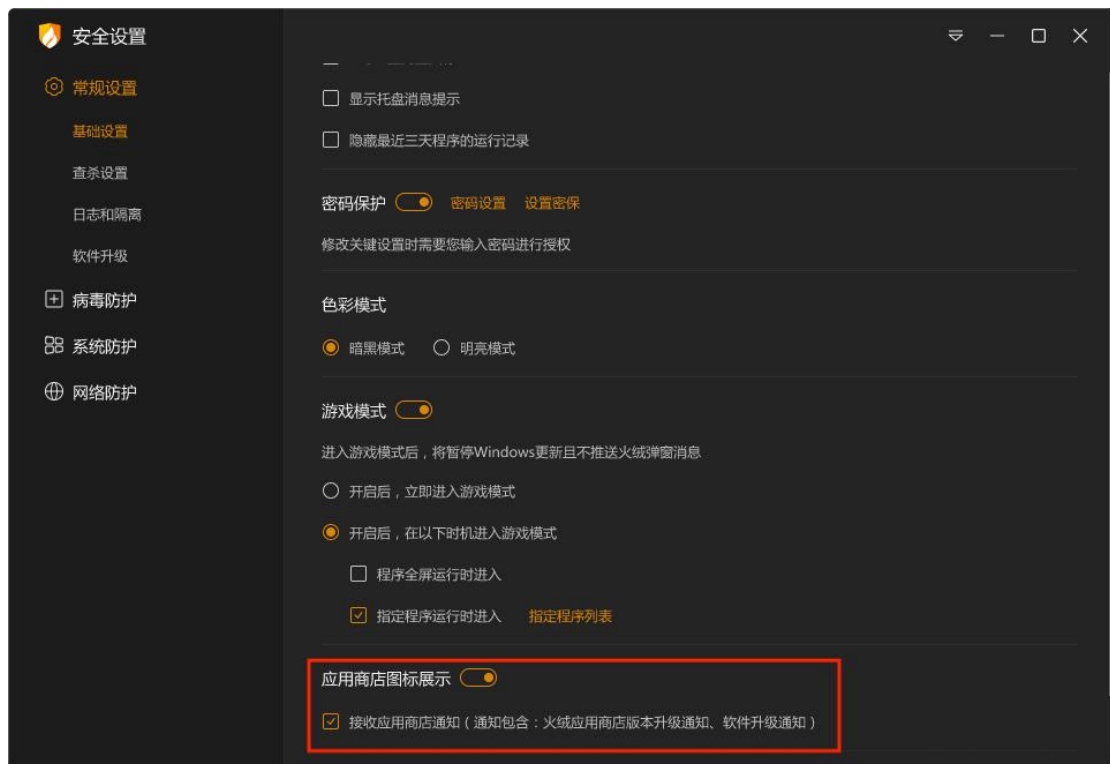 安全设置
常规设置
基础设置
查杀设置
日志和隔离
软件升级
病毒防护
系统防护
网络防护
显示托盘消息提示
隐藏最近三天程序的运行记录
密码保护 密码设置 设置密保
修改关键设置时需要您输入密码进行授权
色彩模式
暗黑模式 明亮模式
游戏模式
进入游戏模式后，将暂停Windows更新且不推送火绒弹窗消息
开启后，立即进入游戏模式
开启后，在以下时机进入游戏模式
程序全屏运行时进入
指定程序运行时进入 指定程序列表
应用商店图标展示
接收应用商店通知（通知包含：火绒应用商店版本升级通知、软件升级通知）